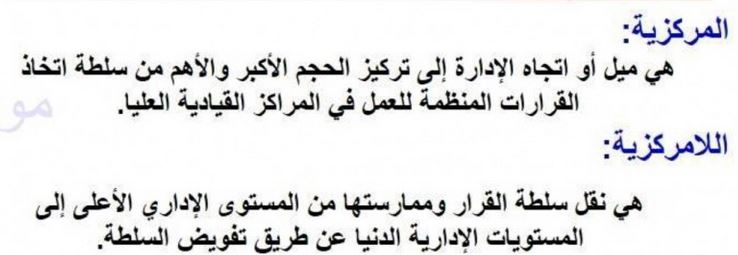 المركزية:
هي ميل أو اتجاه الإدارة إلى تركيز الحجم الأكبر والأهم من سلطة اتخاذ
القرارات المنظمة للعمل في المراكز القيادية العليا.
مو
اللامركزية:
هي نقل سلطة القرار وممارستها من المستوى الإداري الأعلى إلى
المستويات الإدارية الدنيا عن طريق تفويض السلطة.